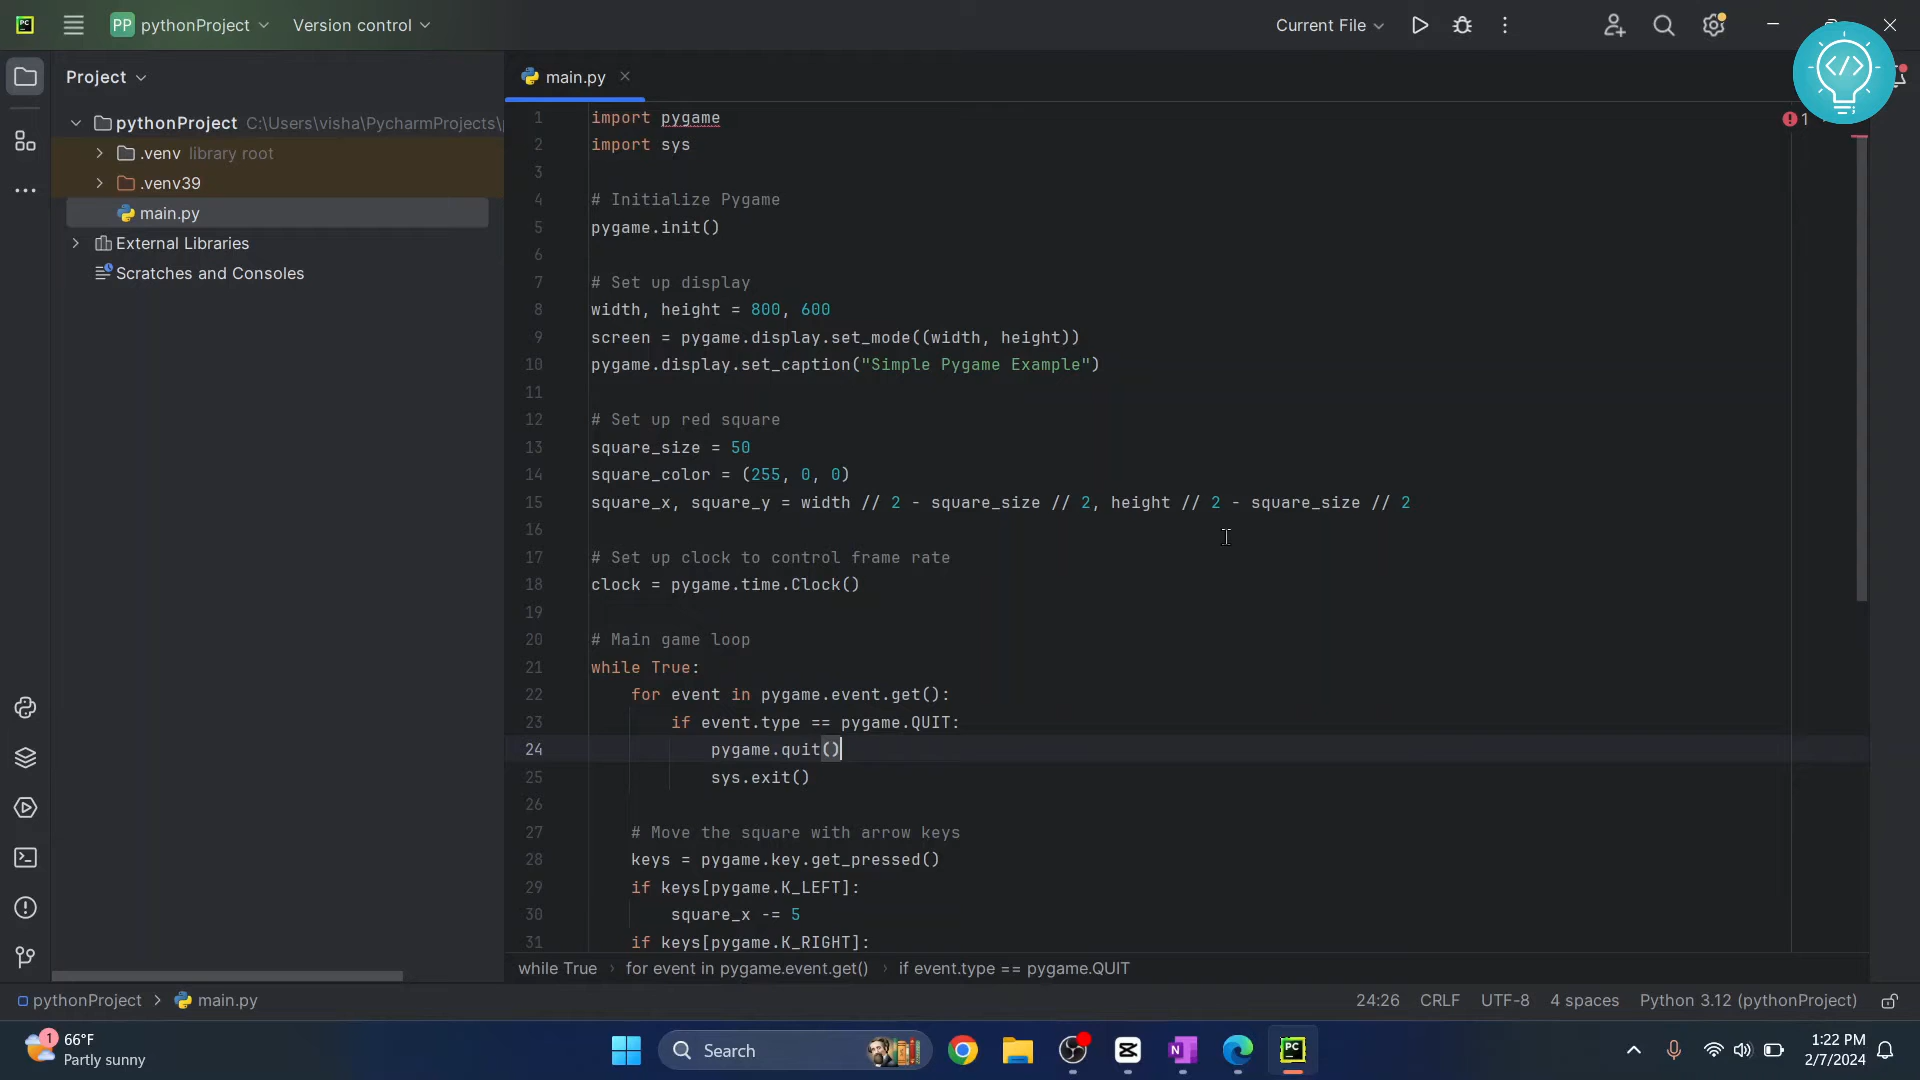 PC
PP pythonProject
Version control
Current File
Project
main.py
pythonProject C:\Users\visha\PycharmProjects\
.venv library root
.venv39
main.py
External Libraries
Scratches and Consoles
1
1 import pygame
2 import sys
3
4 # Initialize Pygame
5 pygame.init()
6
7 # Set up display
8 width, height = 800, 600
9 screen = pygame.display.set_mode((width, height))
10 pygame.display.set_caption("Simple Pygame Example")
11
12 # Set up red square
13 square_size = 50
14 square_color = (255, 0, 0)
15 square_x, square_y = width // 2 - square_size // 2, height // 2 - square_size // 2
16
17 # Set up clock to control frame rate
18 clock = pygame.time.Clock()
19
20 # Main game loop
21 while True:
22 for event in pygame.event.get():
23 if event.type == pygame.QUIT:
24 pygame.quit()
25 sys.exit()
26
27 # Move the square with arrow keys
28 keys = pygame.key.get_pressed()
29 if keys[pygame.K_LEFT]:
30 square_x -= 5
31 if keys[pygame.K_RIGHT]:
while True › for event in pygame.event.get() › if event.type == pygame.QUIT
pythonProject > main.py
24:26 CRLF UTF-8 4 spaces Python 3.12 (pythonProject)
1
66°F
Partly sunny
Search
N
PC
1:22 PM
2/7/2024